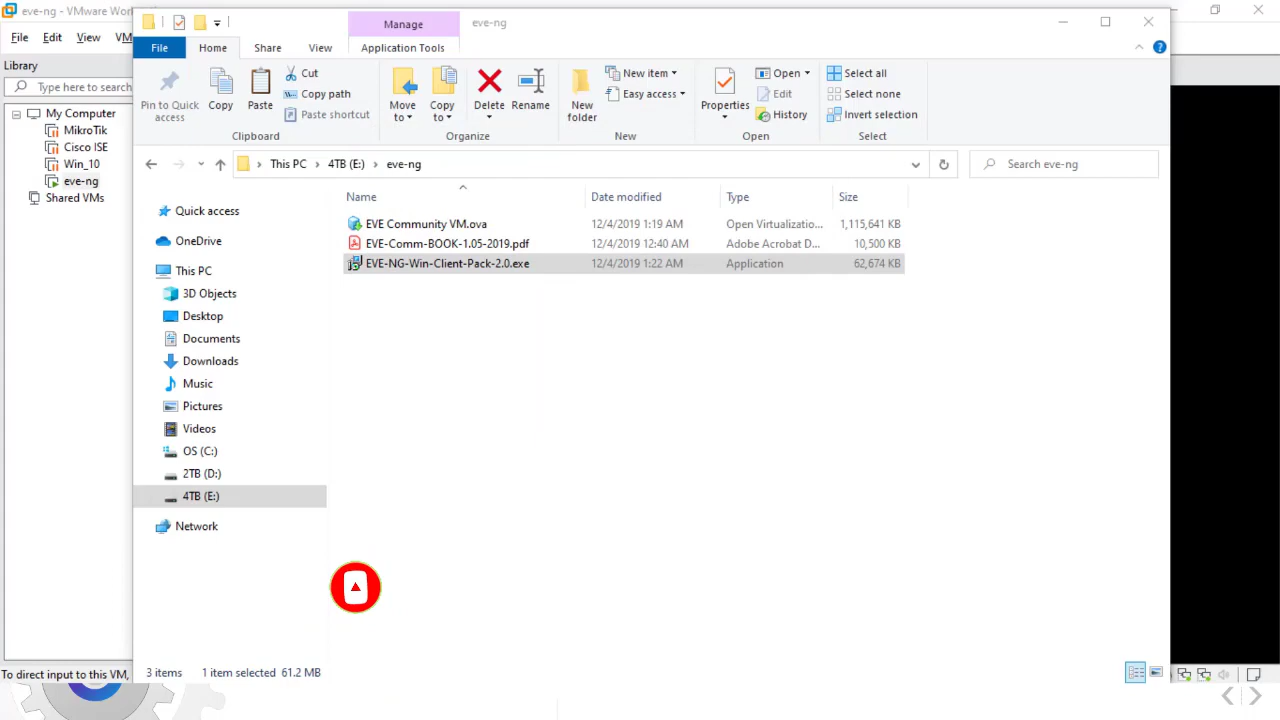 eve-ng - VMware Work
File Edit View VM
Library
Type here to search
My Computer
MikroTik
Cisco ISE
Win_10
eve-ng
Shared VMs
To direct input to this VM,
Manage
eve-ng
File Home Share View Application Tools
Pin to Quick access
Copy
Paste
Cut
Copy path
Paste shortcut
Clipboard
Move to
Copy to
Delete
Rename
Organize
New folder
New item
Easy access
New
Properties
Open
Edit
History
Open
Select all
Select none
Invert selection
Select
This PC > 4TB (E:) > eve-ng
Search eve-ng
Quick access
OneDrive
This PC
3D Objects
Desktop
Documents
Downloads
Music
Pictures
Videos
OS (C:)
2TB (D:)
4TB (E:)
Network
Name Date modified Type Size
EVE Community VM.ova 12/4/2019 1:19 AM Open Virtualizatio... 1,115,641 KB
EVE-Comm-BOOK-1.05-2019.pdf 12/4/2019 12:40 AM Adobe Acrobat D... 10,500 KB
EVE-NG-Win-Client-Pack-2.0.exe 12/4/2019 1:22 AM Application 62,674 KB
3 items 1 item selected 61.2 MB